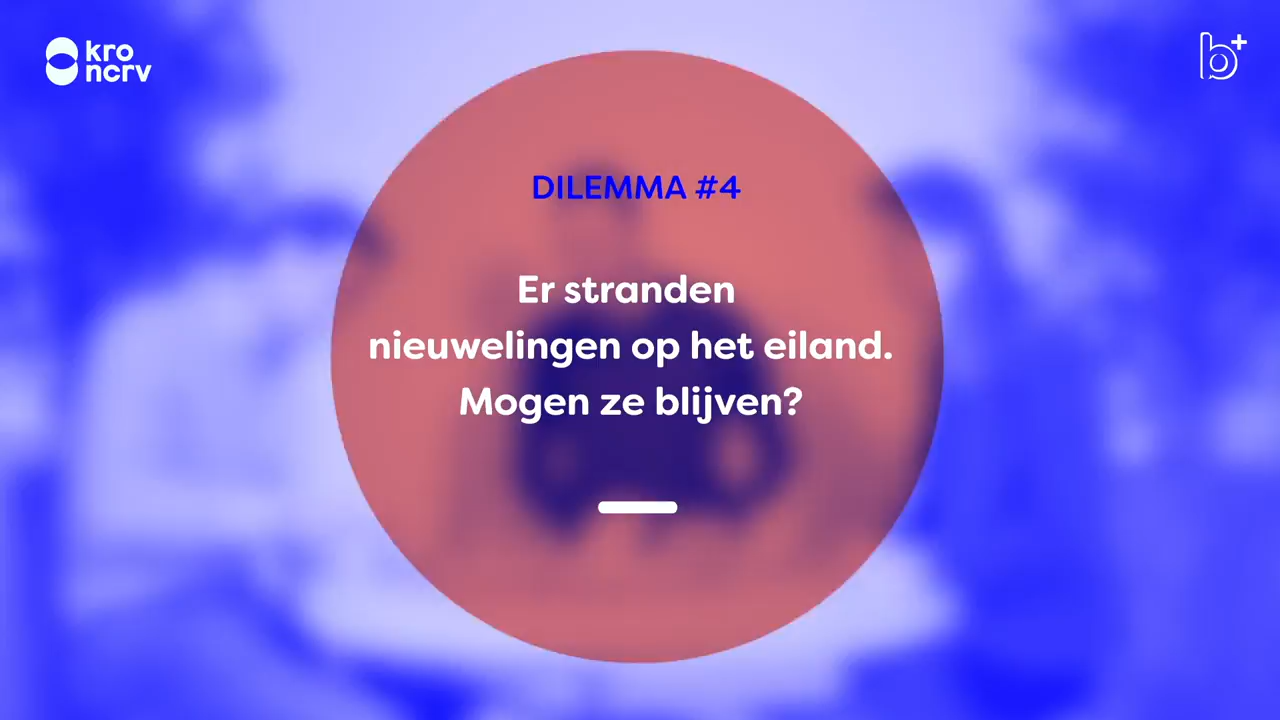 kro
ncrv
b+
DILEMMA #4
Er stranden
nieuwelingen op het eiland.
Mogen ze blijven?